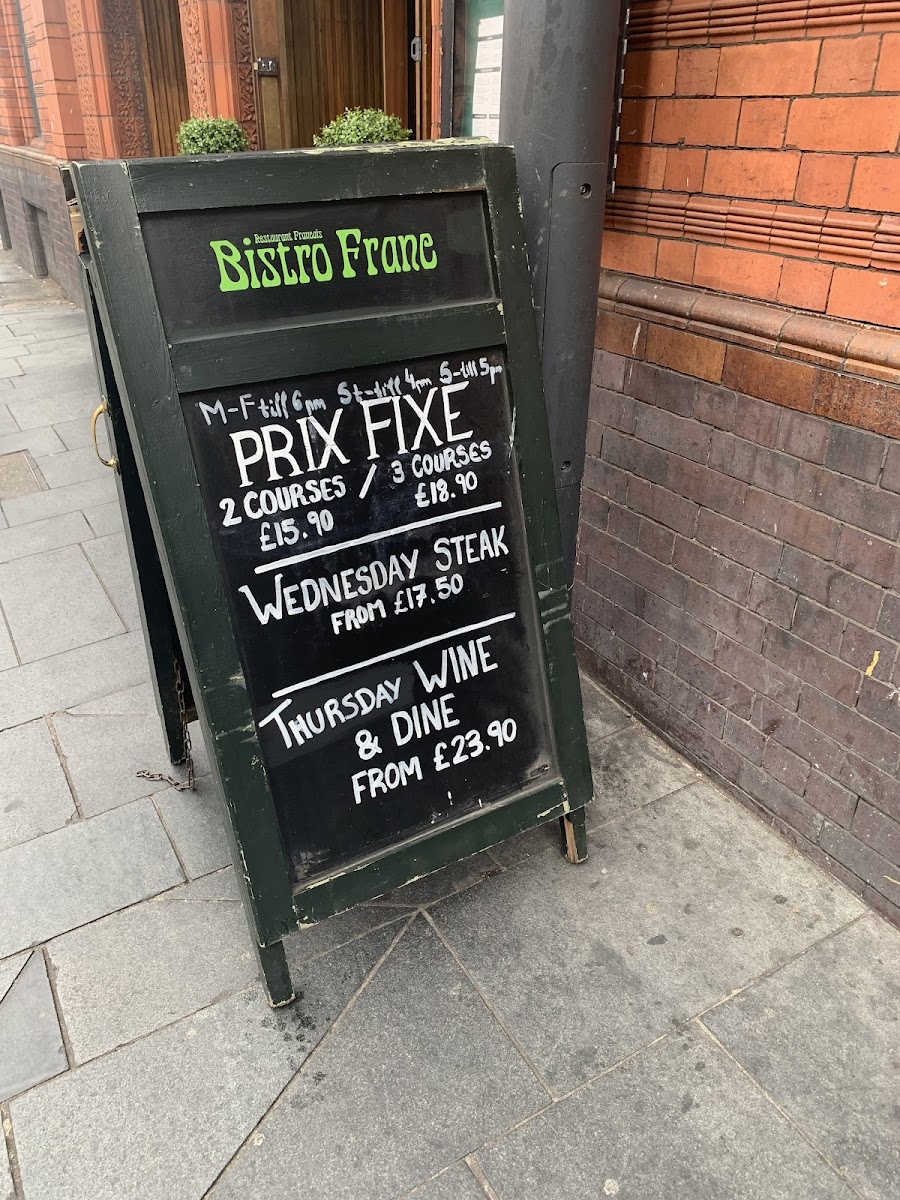 Restaurant Francais
Bistro Franc
M-F till 6pm St-till 4pm S-till 5pm
PRIX FIXE
2 COURSES / 3 COURSES
£15.90 £18.90
WEDNESDAY STEAK
FROM £17.50
THURSDAY WINE
& DINE
FROM £23.90